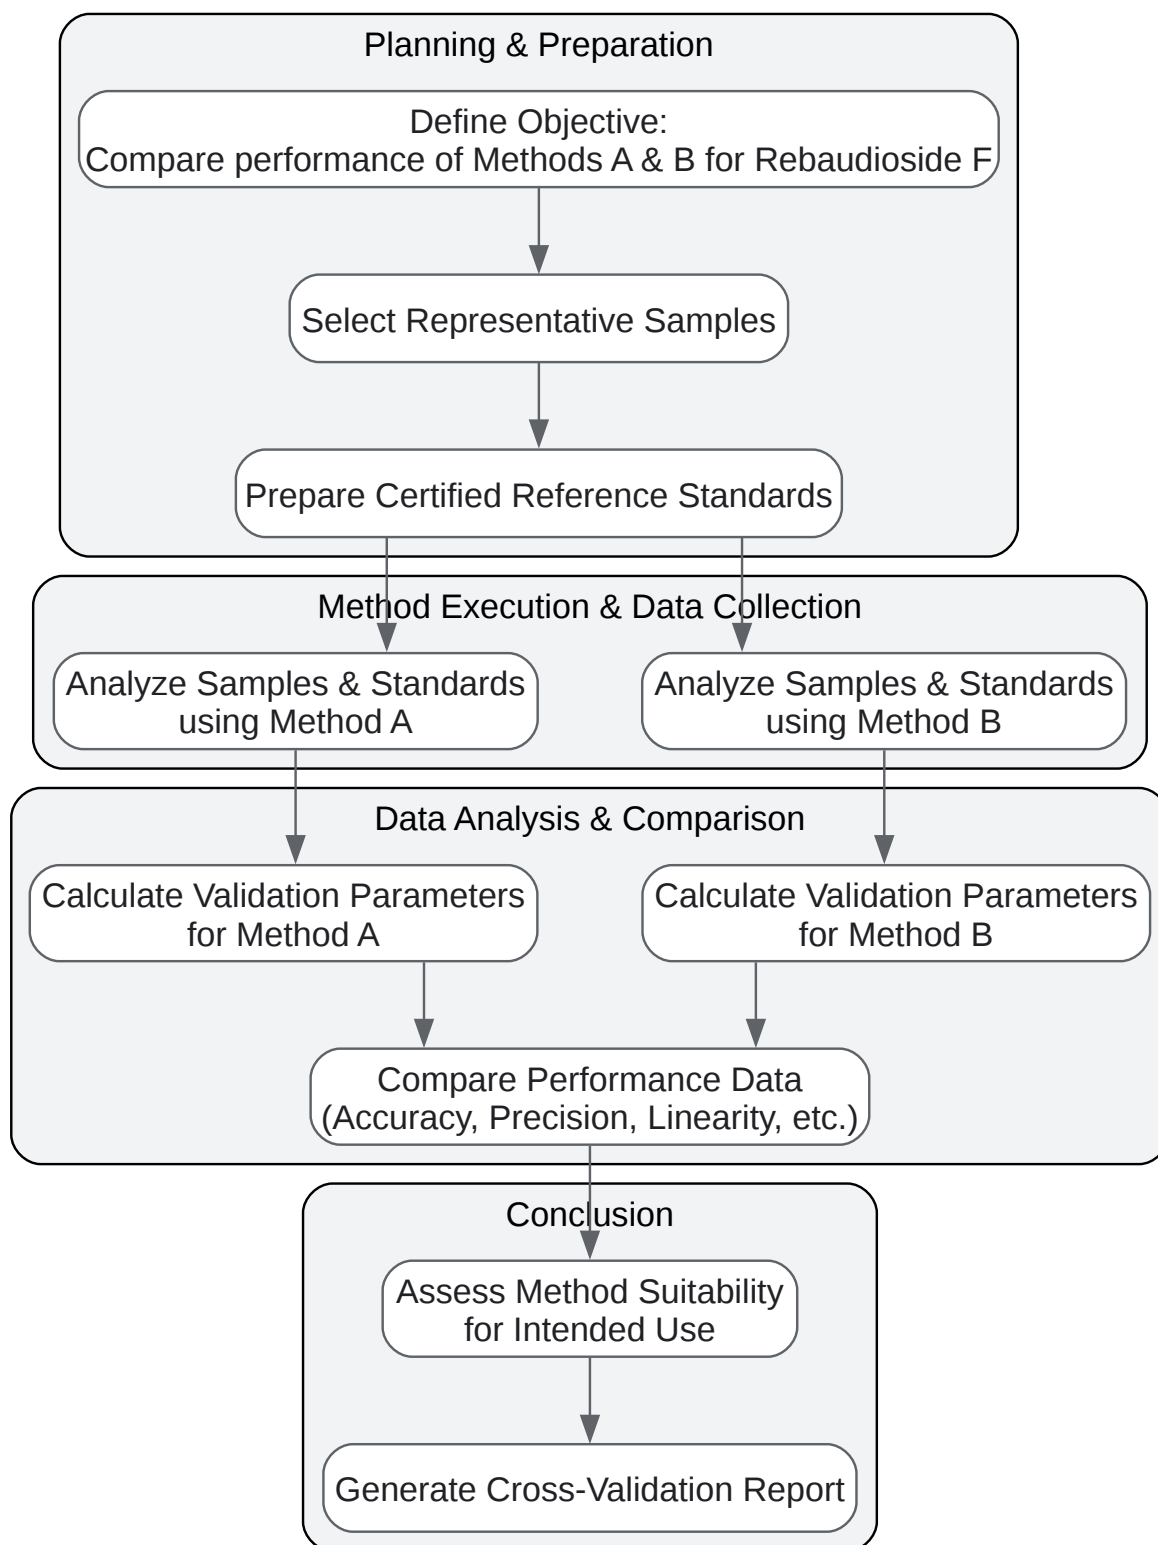 Planning & Preparation
Define Objective:
Compare performance of Methods A & B for Rebaudioside F
Select Representative Samples
Prepare Certified Reference Standards
Method Execution & Data Collection
Analyze Samples & Standards
using Method A
Analyze Samples & Standards
using Method B
Data Analysis & Comparison
Calculate Validation Parameters
for Method A
Calculate Validation Parameters
for Method B
Compare Performance Data
(Accuracy, Precision, Linearity, etc.)
Conclusion
Assess Method Suitability
for Intended Use
Generate Cross-Validation Report